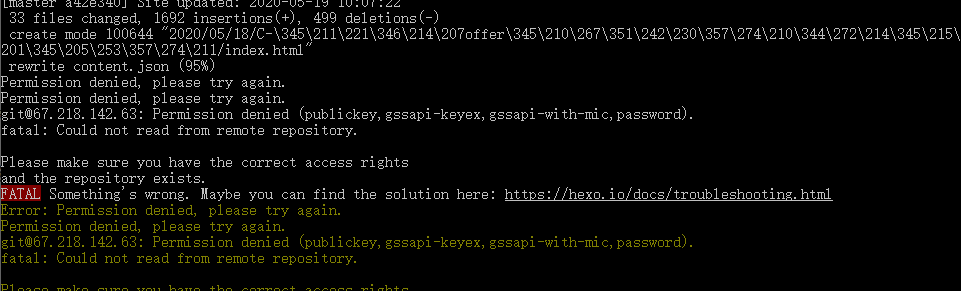 [master a42e340] Site updated: 2020-05-19 10:07:22
33 files changed, 1692 insertions(+), 499 deletions(-)
create mode 100644 "2020/05/18/C-\345\211\221\346\214\207offer\345\210\267\351\242\230\357\274\210\344\272\214\345\215\
201\345\205\253\357\274\211/index.html"
rewrite content.json (95%)
Permission denied, please try again.
Permission denied, please try again.
git@67.218.142.63: Permission denied (publickey,gssapi-keyex,gssapi-with-mic,password).
fatal: Could not read from remote repository.
Please make sure you have the correct access rights
and the repository exists.
FATAL Something's wrong. Maybe you can find the solution here: https://hexo.io/docs/troubleshooting.html
Error: Permission denied, please try again.
Permission denied, please try again.
git@67.218.142.63: Permission denied (publickey,gssapi-keyex,gssapi-with-mic,password).
fatal: Could not read from remote repository.
Please make sure you have the correct access rights